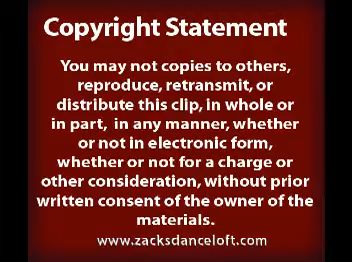 Copyright Statement
You may not copies to others,
reproduce, retransmit, or
distribute this clip, in whole or
in part, in any manner, whether
or not in electronic form,
whether or not for a charge or
other consideration, without prior
written consent of the owner of the
materials.
www.zacksdanceloft.com